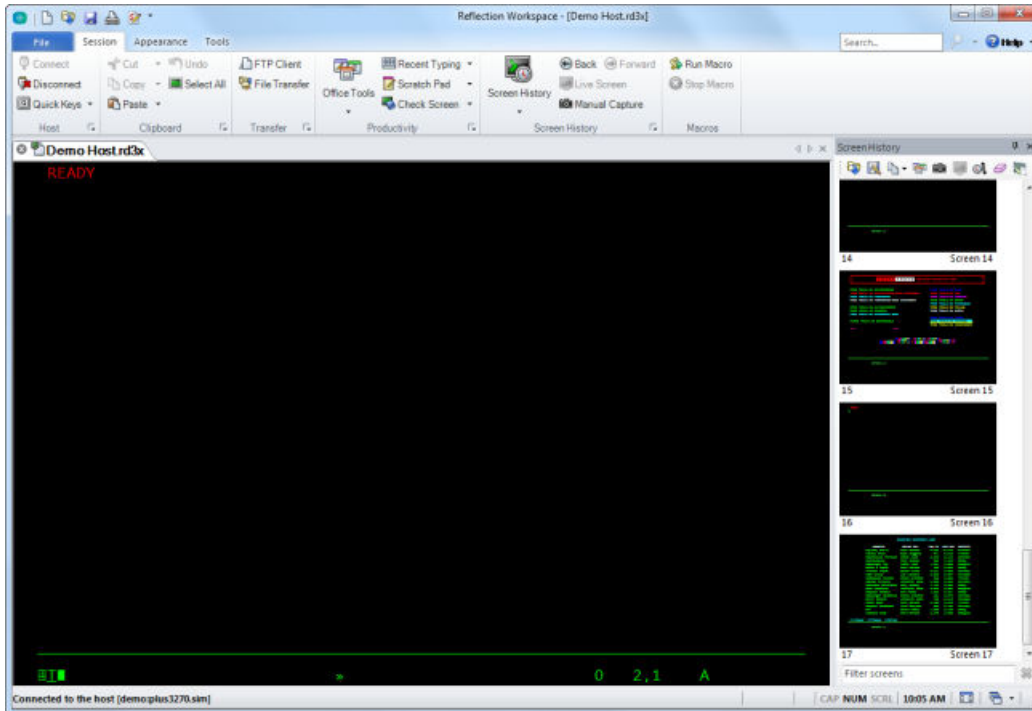 Reflection Workspace - [Demo Host.rd3x]
File Session Appearance Tools
Search...
Help
Connect
Disconnect
Quick Keys
Host
Cut
Undo
Copy
Select All
Paste
Clipboard
FTP Client
File Transfer
Transfer
Office Tools
Recent Typing
Scratch Pad
Check Screen
Productivity
Screen History
Back
Forward
Live Screen
Manual Capture
Screen History
Run Macro
Stop Macro
Macros
Demo Host.rd3x
READY
0 2,1 A
ScreenHistory
14 Screen 14
15 Screen 15
16 Screen 16
17 Screen 17
Filter screens
Connected to the host [demo:plus3270.sim]
CAP NUM SCRL 10:05 AM